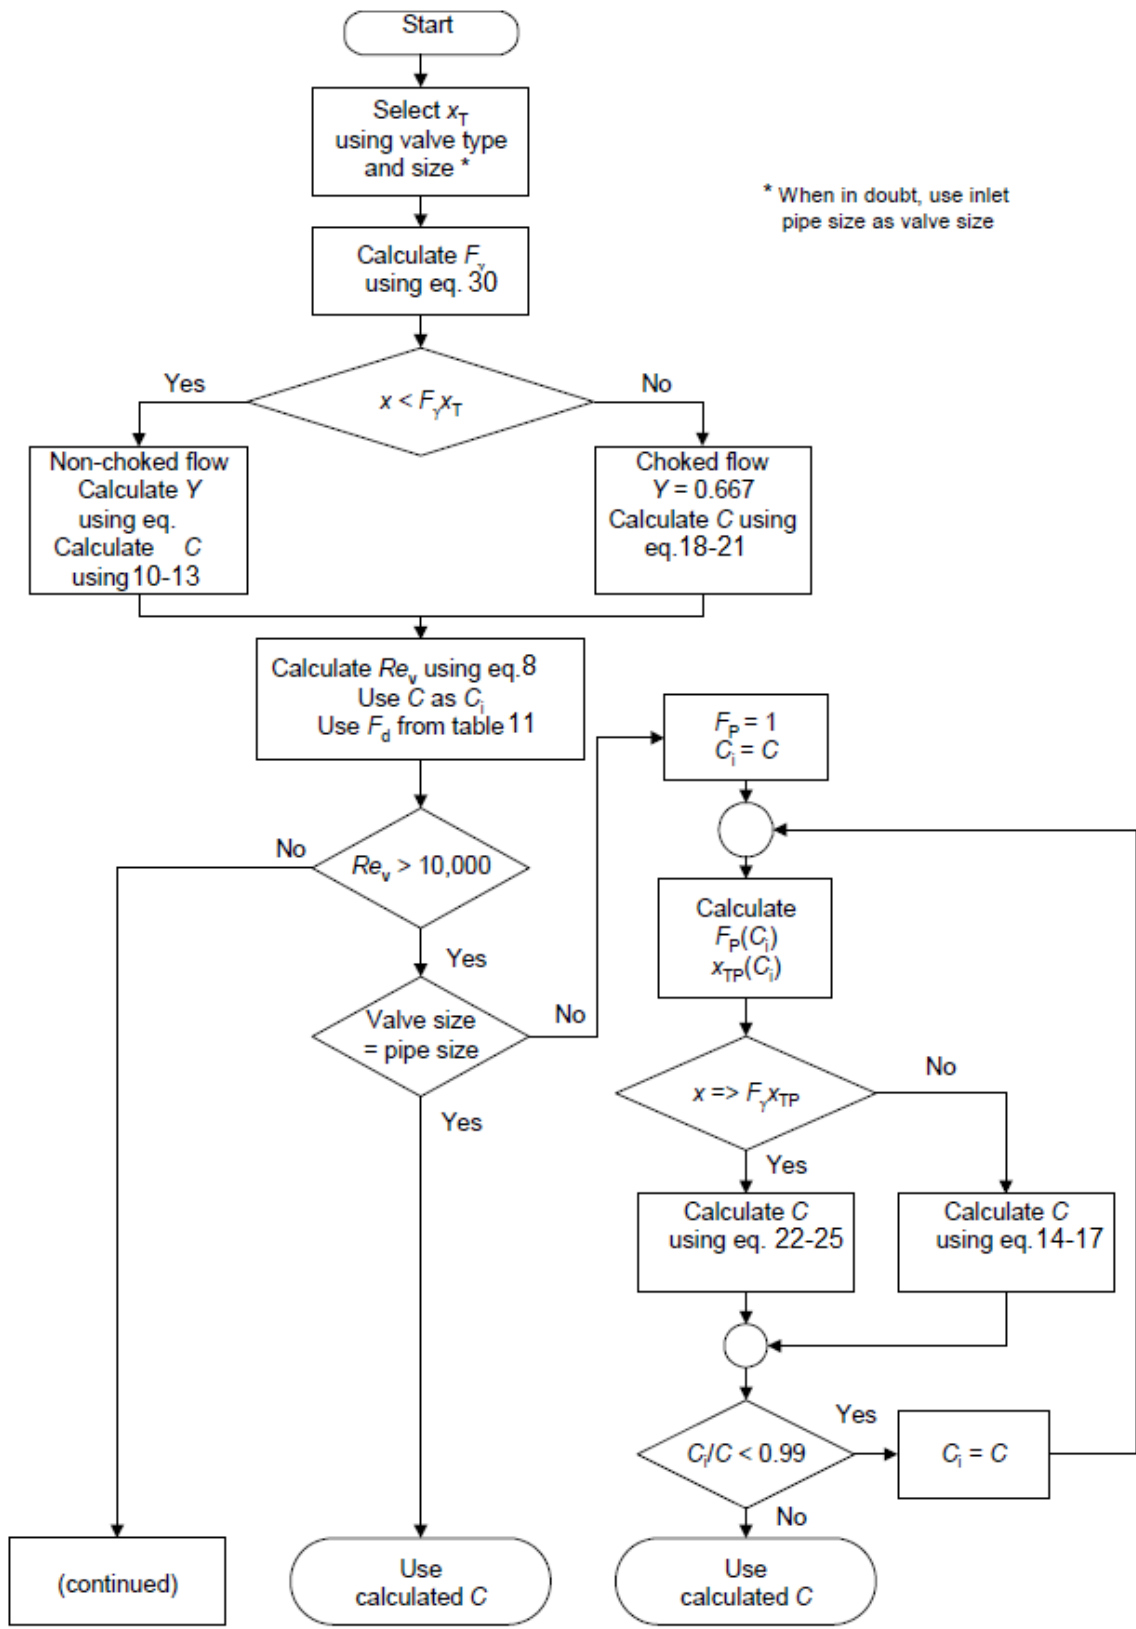 Start
Select xT
using valve type
and size *
* When in doubt, use inlet
pipe size as valve size
Calculate Fγ
using eq. 30
Yes
No
x < FγxT
Non-choked flow
Calculate Y
using eq.
Calculate C
using 10-13
Choked flow
Y = 0.667
Calculate C using
eq.18-21
Calculate Rev using eq.8
Use C as Ci
Use Fd from table 11
FP = 1
Ci = C
No
Rev > 10,000
Yes
Calculate
FP(Ci)
xTP(Ci)
Valve size
= pipe size
No
Yes
x => FγxTP
No
Yes
Calculate C
using eq. 22-25
Calculate C
using eq.14-17
Ci/C < 0.99
Yes
Ci = C
No
(continued)
Use
calculated C
Use
calculated C